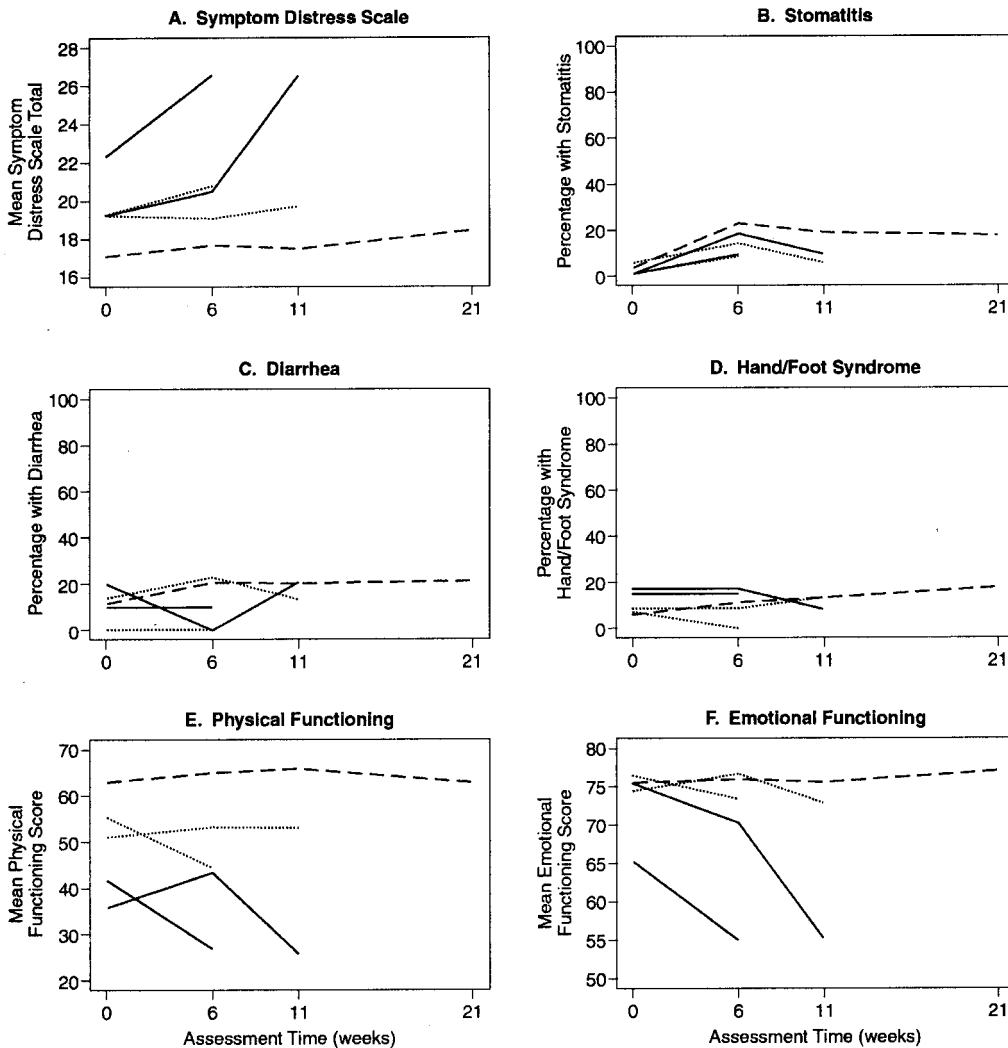 A. Symptom Distress Scale
Mean Symptom
Distress Scale Total
28
26
24
22
20
18
16
0 6 11 21
B. Stomatitis
Percentage with Stomatitis
100
80
60
40
20
0
0 6 11 21
C. Diarrhea
Percentage with Diarrhea
100
80
60
40
20
0
0 6 11 21
D. Hand/Foot Syndrome
Percentage with
Hand/Foot Syndrome
100
80
60
40
20
0
0 6 11 21
E. Physical Functioning
Mean Physical
Functioning Score
70
60
50
40
30
20
0 6 11 21
Assessment Time (weeks)
F. Emotional Functioning
Mean Emotional
Functioning Score
80
75
70
65
60
55
50
0 6 11 21
Assessment Time (weeks)